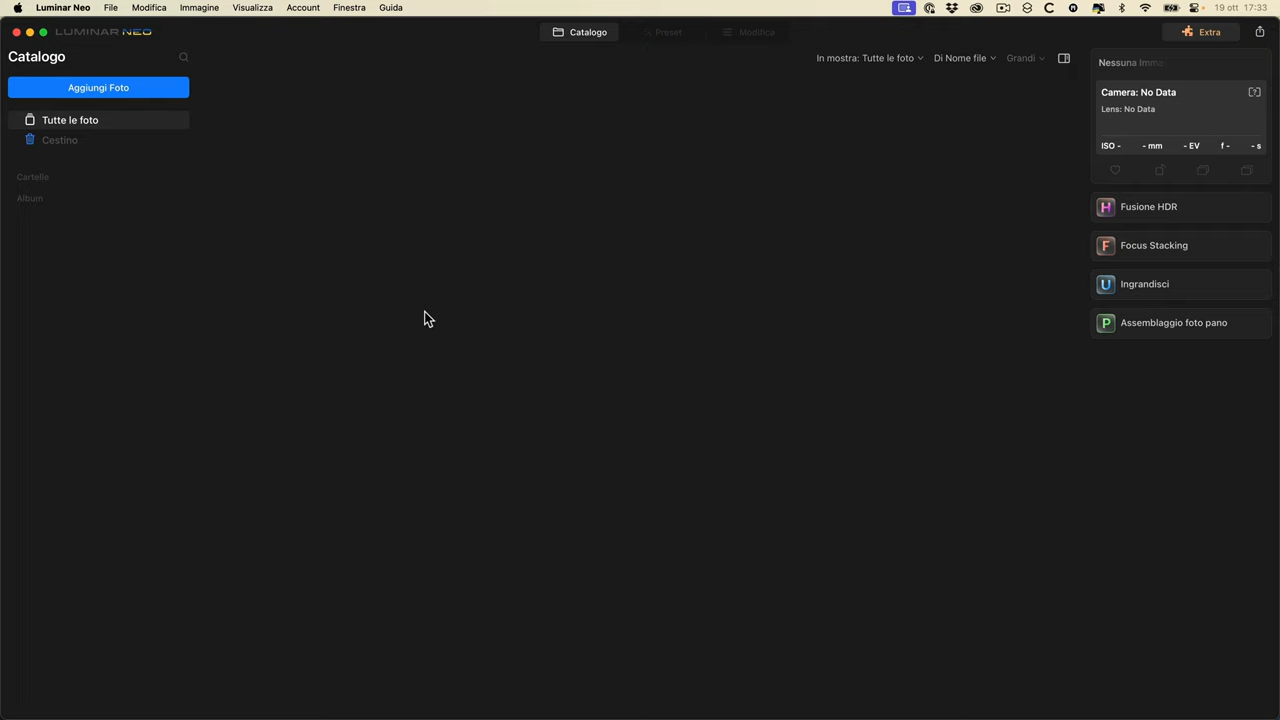 Luminar Neo File Modifica Immagine Visualizza Account Finestra Guida 19 ott 17:33
LUMINAR NEO Catalogo Preset Modifica Extra
Catalogo
In mostra: Tutte le foto Di Nome file Grandi
Nessuna Imma
Aggiungi Foto
Camera: No Data
Lens: No Data
Tutte le foto
Cestino
ISO - - mm - EV f - - s
Cartelle
Album
H Fusione HDR
F Focus Stacking
U Ingrandisci
P Assemblaggio foto pano